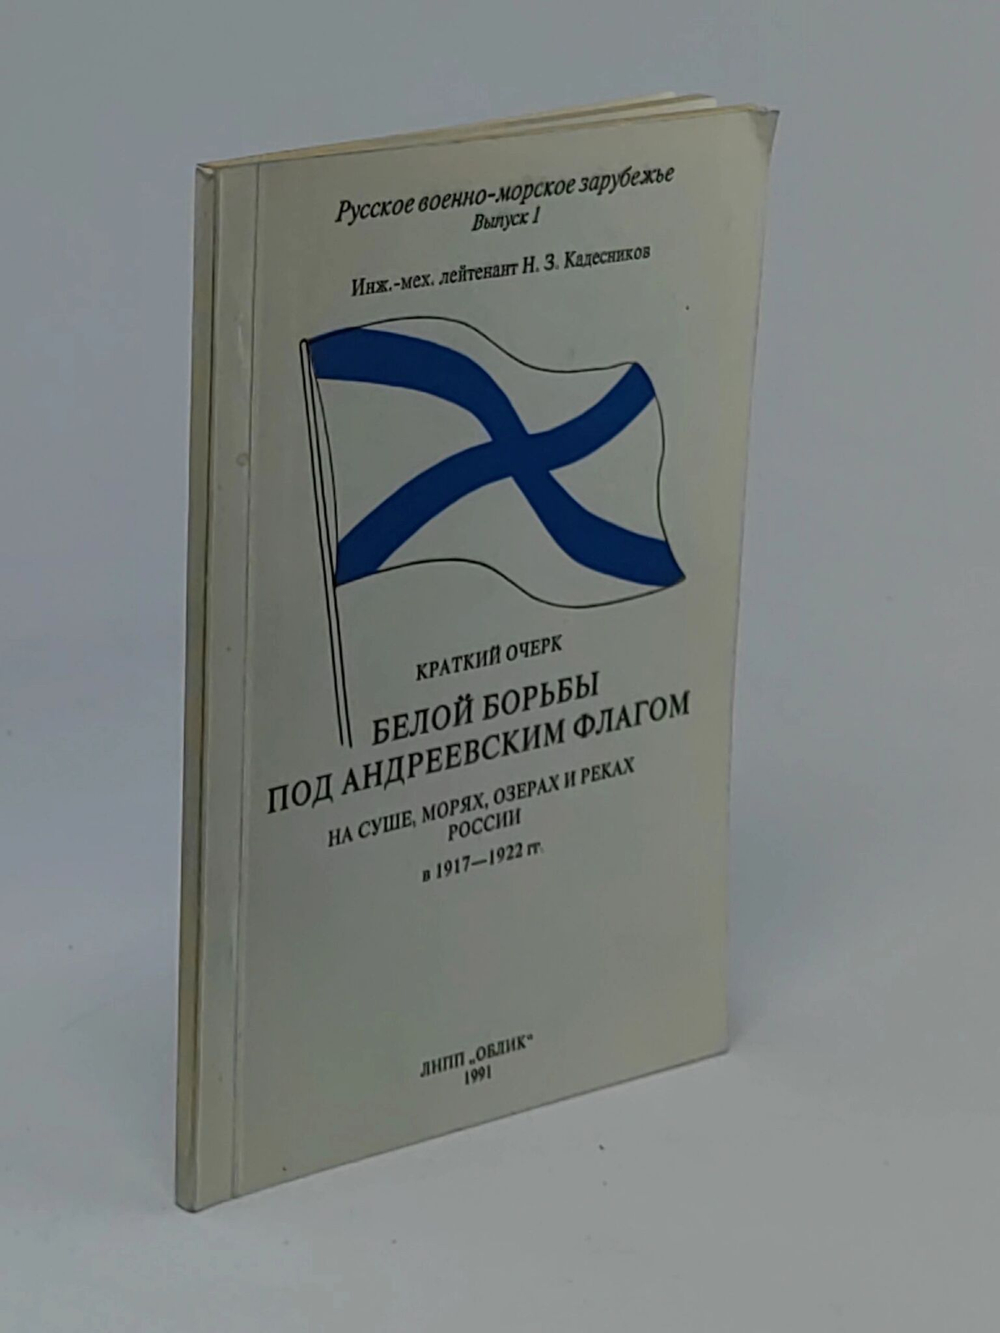 Русское военно-морское зарубежье
Выпуск 1
Инж.-мех. лейтенант Н. З. Кадесников
КРАТКИЙ ОЧЕРК
БЕЛОЙ БОРЬБЫ
ПОД АНДРЕЕВСКИМ ФЛАГОМ
НА СУШЕ, МОРЯХ, ОЗЕРАХ И РЕКАХ
РОССИИ
в 1917—1922 гг.
ЛНПП „ОБЛИК“
1991